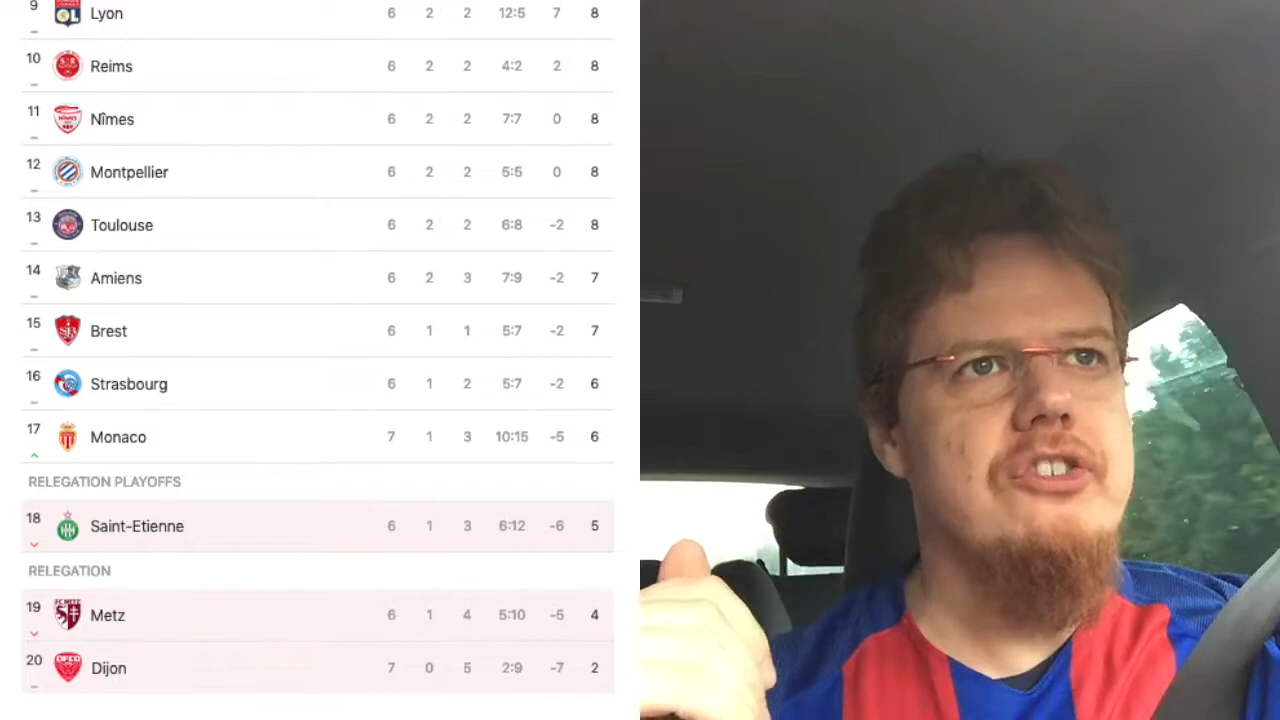 9 Lyon 6 2 2 12:5 7 8
10 Reims 6 2 2 4:2 2 8
11 Nîmes 6 2 2 7:7 0 8
12 Montpellier 6 2 2 5:5 0 8
13 Toulouse 6 2 2 6:8 -2 8
14 Amiens 6 2 3 7:9 -2 7
15 Brest 6 1 1 5:7 -2 7
16 Strasbourg 6 1 2 5:7 -2 6
17 Monaco 7 1 3 10:15 -5 6
RELEGATION PLAYOFFS
18 Saint-Etienne 6 1 3 6:12 -6 5
RELEGATION
19 Metz 6 1 4 5:10 -5 4
20 Dijon 7 0 5 2:9 -7 2